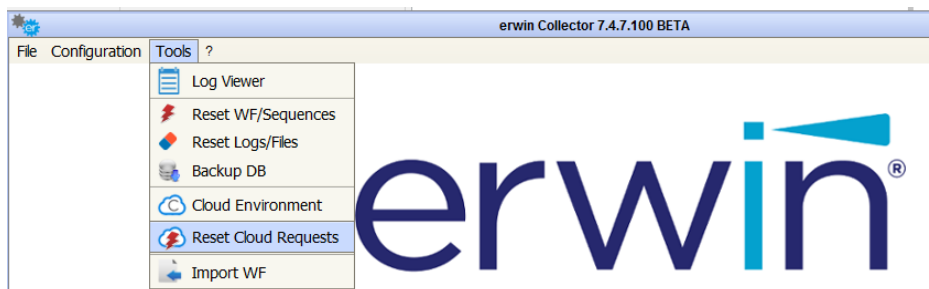 er
erwin Collector 7.4.7.100 BETA
File Configuration Tools ?
Log Viewer
Reset WF/Sequences
Reset Logs/Files
Backup DB
C Cloud Environment
Reset Cloud Requests
Import WF
erwin®